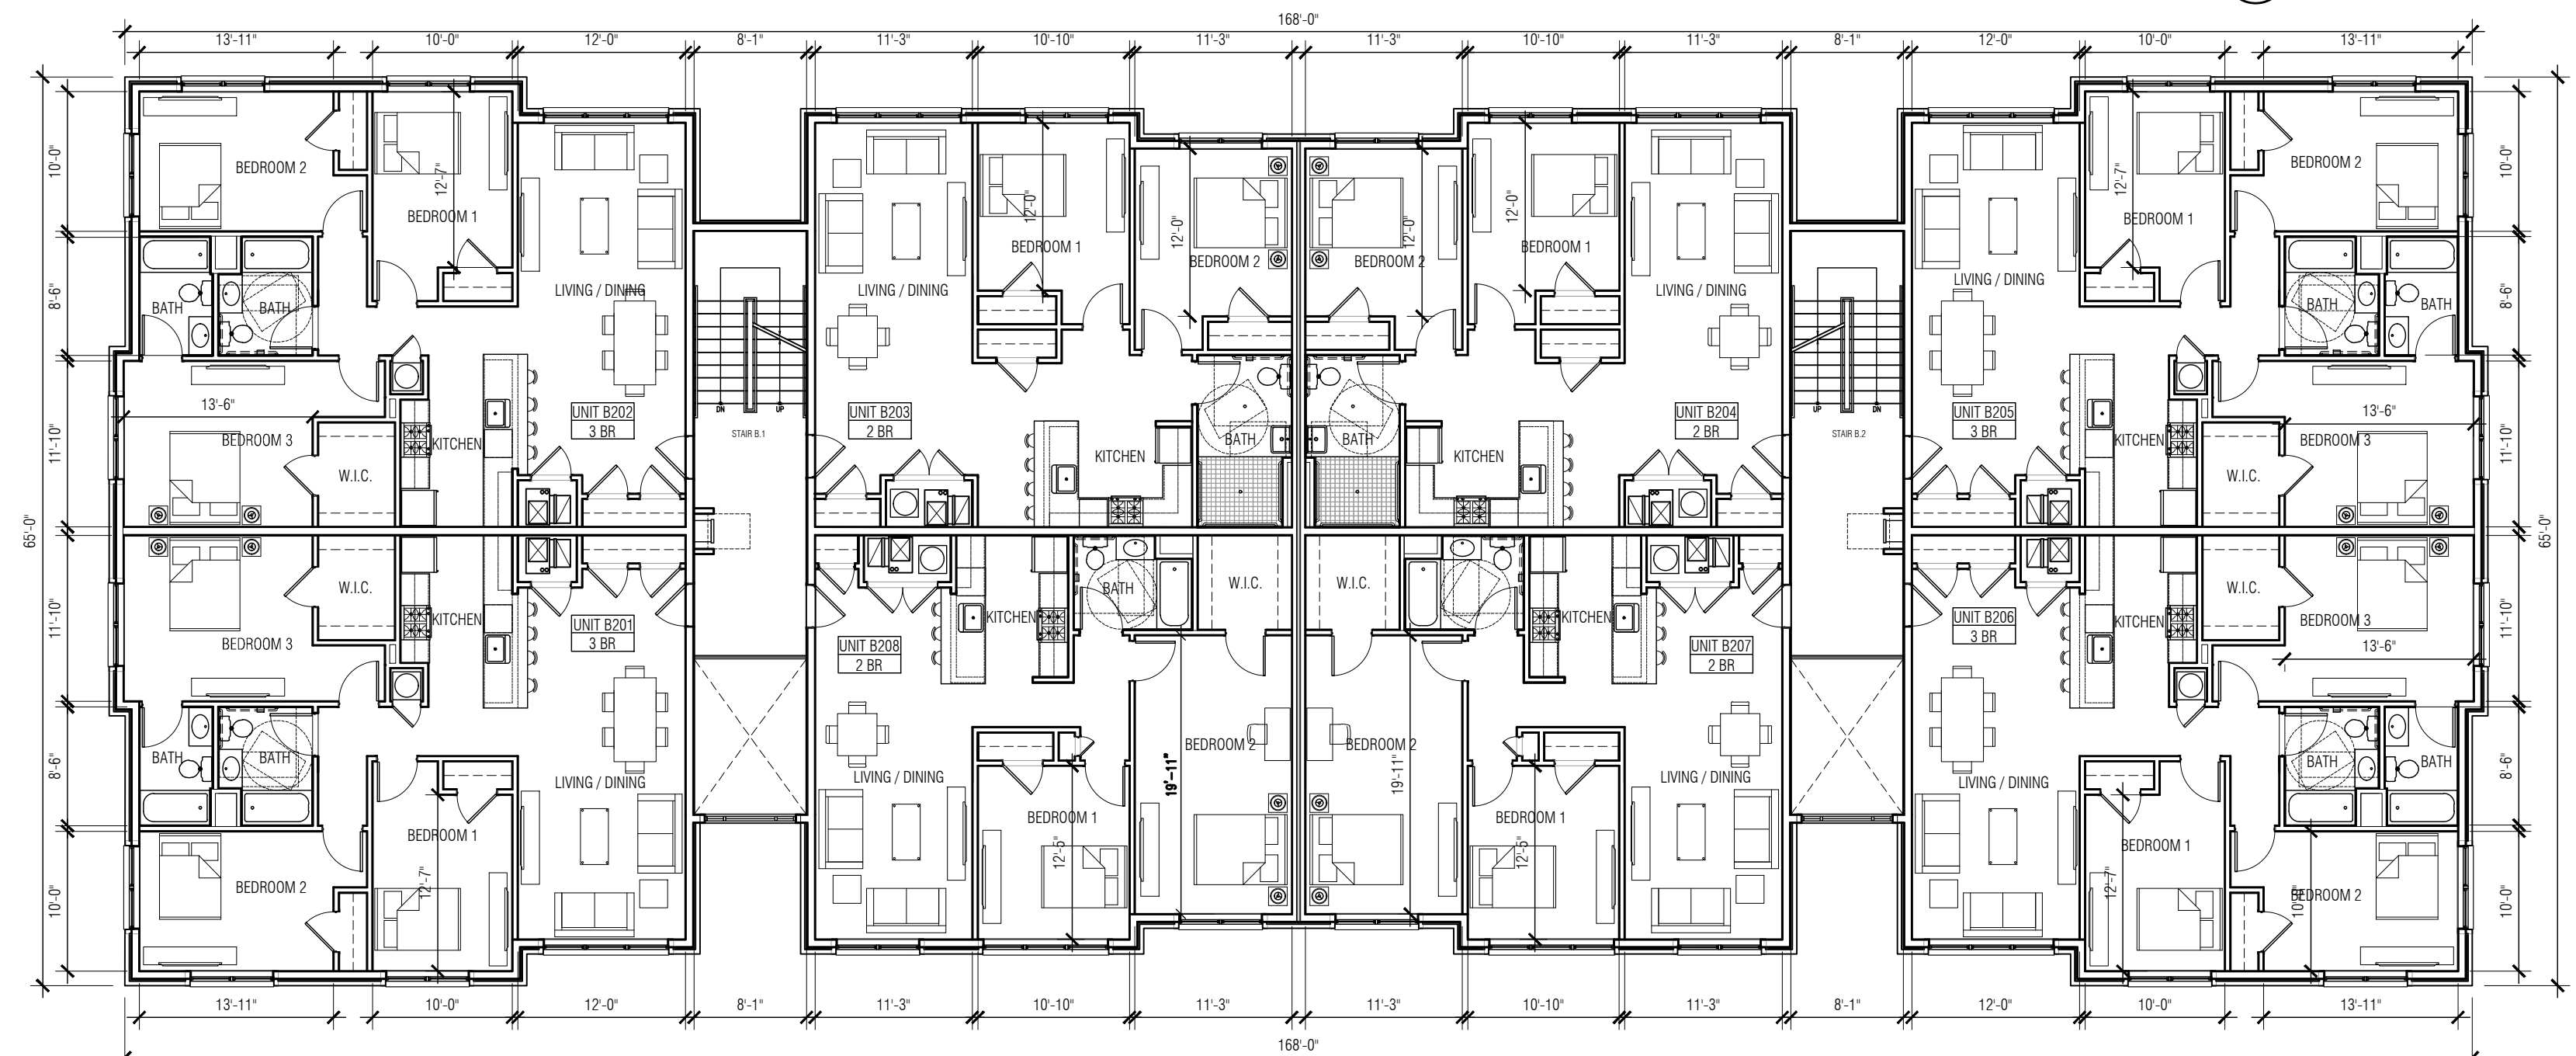 168'-0"
13'-11" 10'-0" 12'-0" 8'-1" 11'-3" 10'-10" 11'-3" 11'-3" 10'-10" 11'-3" 8'-1" 12'-0" 10'-0" 13'-11"
10'-0" BEDROOM 2 12'-7" 12'-7" BEDROOM 2 10'-0"
BEDROOM 1 12'-0" 12'-0" 12'-0" 12'-0" BEDROOM 1
BEDROOM 1 BEDROOM 2 BEDROOM 2 BEDROOM 1
8'-6" LIVING / DINING LIVING / DINING LIVING / DINING LIVING / DINING 8'-6"
BATH BATH BATH BATH
DN UP UP DN
13'-6" UNIT B202 UNIT B203 UNIT B204 UNIT B205 13'-6"
3 BR 2 BR 2 BR 3 BR
STAIR B.1 STAIR B.2
11'-10" BEDROOM 3 KITCHEN BATH BATH KITCHEN BEDROOM 3 11'-10"
KITCHEN KITCHEN
W.I.C. W.I.C.
65'-0" 65'-0"
W.I.C. W.I.C. W.I.C. W.I.C.
BATH
11'-10" KITCHEN KITCHEN KITCHEN KITCHEN BEDROOM 3 11'-10"
UNIT B201 UNIT B206
3 BR 3 BR
BEDROOM 3 UNIT B208 UNIT B207 13'-6"
2 BR 2 BR
BEDROOM 2 BEDROOM 2
8'-6" BATH BATH BATH BATH 8'-6"
LIVING / DINING LIVING / DINING 19'-11" 19'-11" LIVING / DINING LIVING / DINING
BEDROOM 1 BEDROOM 1 BEDROOM 1 BEDROOM 1
12'-5" 12'-5"
10'-0" BEDROOM 2 12'-7" 12'-7" BEDROOM 2 10'-0"
13'-11" 10'-0" 12'-0" 8'-1" 11'-3" 10'-10" 11'-3" 11'-3" 10'-10" 11'-3" 8'-1" 12'-0" 10'-0" 13'-11"
168'-0"